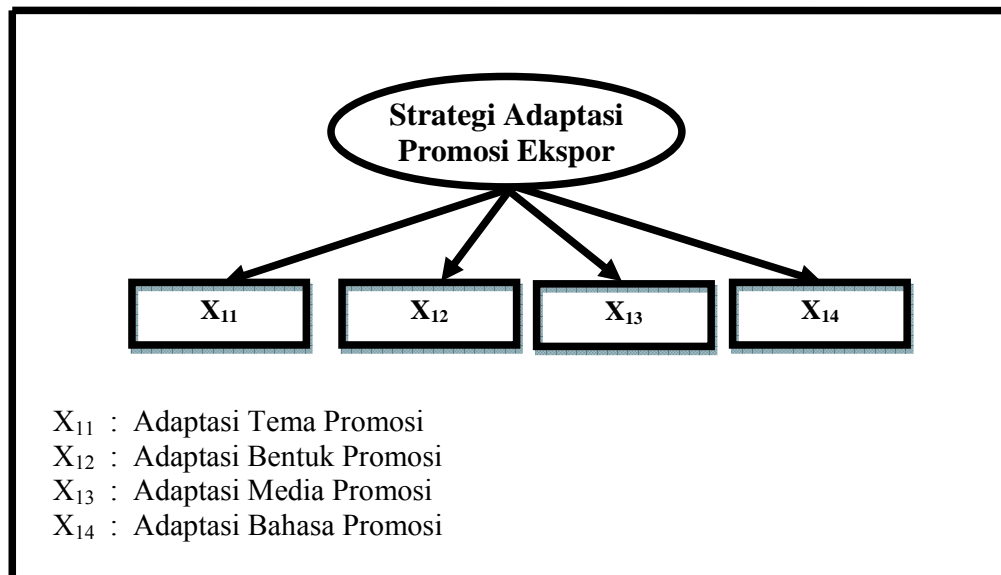 Strategi Adaptasi
Promosi Ekspor
X₁₁ X₁₂ X₁₃ X₁₄
X₁₁ : Adaptasi Tema Promosi
X₁₂ : Adaptasi Bentuk Promosi
X₁₃ : Adaptasi Media Promosi
X₁₄ : Adaptasi Bahasa Promosi